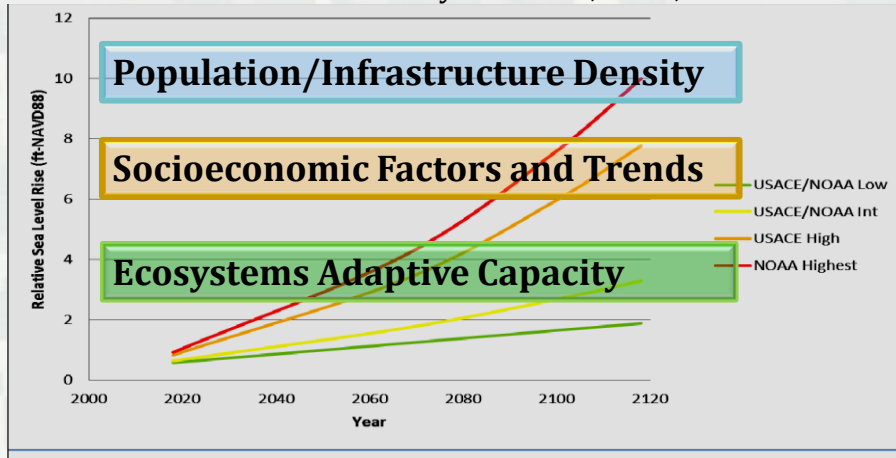 12
Population/Infrastructure Density
10
8
Socioeconomic Factors and Trends
6
Ecosystems Adaptive Capacity
4
2
0
Relative Sea Level Rise (ft-NAVD88)
2000 2020 2040 2060 2080 2100 2120
Year
USACE/NOAA Low
USACE/NOAA Int
USACE High
NOAA Highest